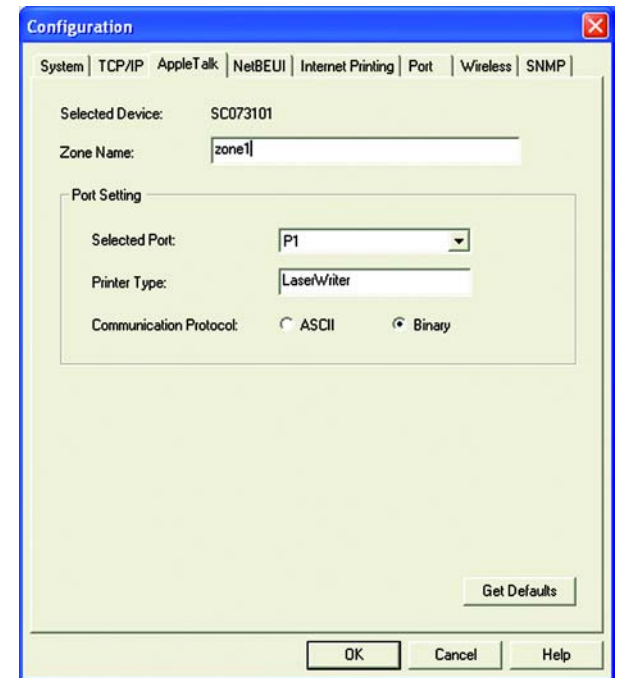 Configuration
System TCP/IP AppleTalk NetBEUI Internet Printing Port Wireless SNMP
Selected Device: SC073101
Zone Name: zone1
Port Setting
Selected Port: P1
Printer Type: LaserWriter
Communication Protocol: ASCII Binary
Get Defaults
OK Cancel Help